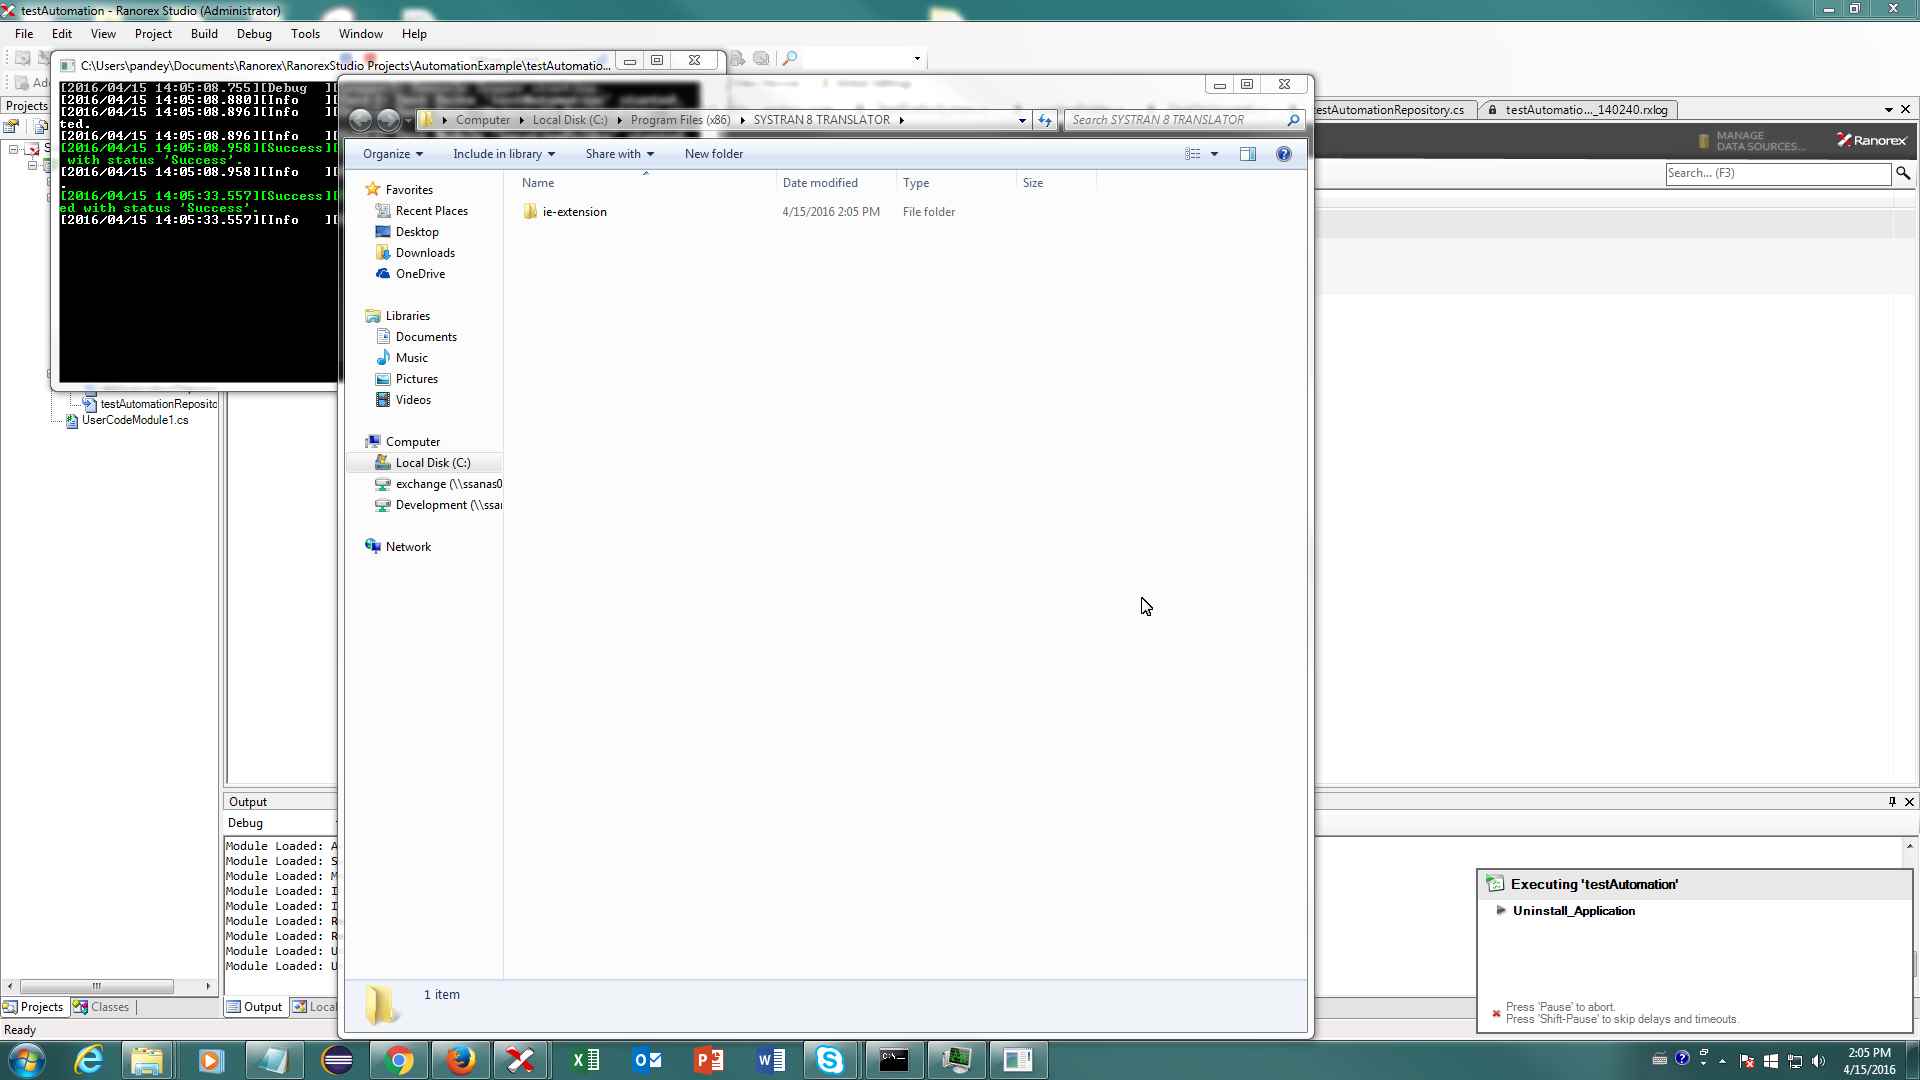 testAutomation - Ranorex Studio (Administrator)
File Edit View Project Build Debug Tools Window Help
C:\Users\pandey\Documents\Ranorex\RanorexStudio Projects\AutomationExample\testAutomatio...
[2016/04/15 14:05:08.755][Debug ][
[2016/04/15 14:05:08.880][Info ][
[2016/04/15 14:05:08.896][Info ][
ted.
[2016/04/15 14:05:08.896][Info ][
[2016/04/15 14:05:08.958][Success][
with status 'Success'.
[2016/04/15 14:05:08.958][Info ][
.
[2016/04/15 14:05:33.557][Success][
ed with status 'Success'.
[2016/04/15 14:05:33.557][Info ][
Add
Projects
testAutomationReposito
UserCodeModule1.cs
Computer Local Disk (C:) Program Files (x86) SYSTRAN 8 TRANSLATOR
Search SYSTRAN 8 TRANSLATOR
Organize Include in library Share with New folder
Name Date modified Type Size
ie-extension 4/15/2016 2:05 PM File folder
Favorites
Recent Places
Desktop
Downloads
OneDrive
Libraries
Documents
Music
Pictures
Videos
Computer
Local Disk (C:)
exchange (\\ssanas0
Development (\\ssan
Network
1 item
testAutomationRepository.cs testAutomatio..._140240.rxlog
MANAGE
DATA SOURCES...
Ranorex
Search... (F3)
Output
Debug
Module Loaded: A
Module Loaded: S
Module Loaded: M
Module Loaded: I
Module Loaded: I
Module Loaded: R
Module Loaded: R
Module Loaded: U
Module Loaded: U
Projects Classes
Output Local
Ready
Executing 'testAutomation'
Uninstall_Application
Press 'Pause' to abort.
Press 'Shift-Pause' to skip delays and timeouts.
2:05 PM
4/15/2016